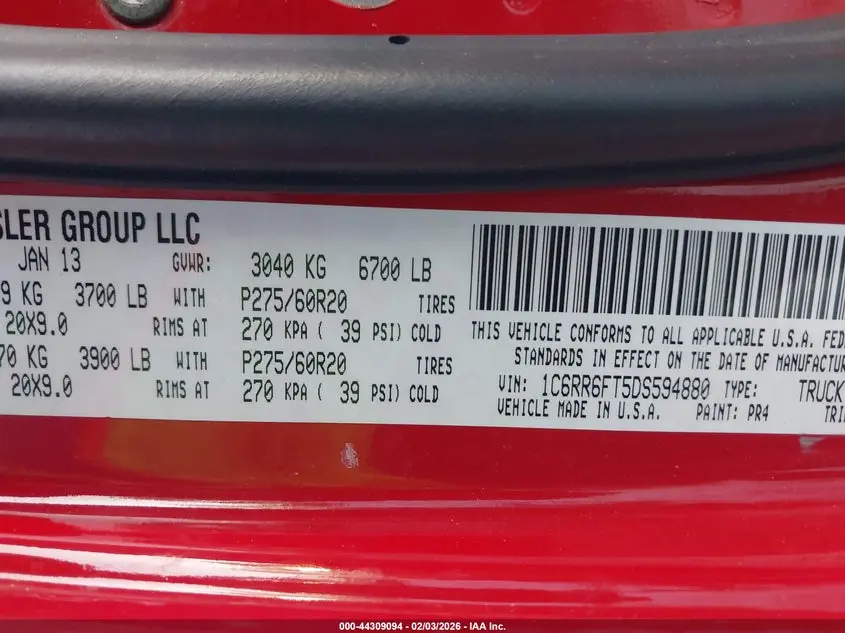 SLER GROUP LLC
JAN 13 GVWR: 3040 KG 6700 LB
9 KG 3700 LB WITH P275/60R20 TIRES
20X9.0 RIMS AT 270 KPA ( 39 PSI) COLD
70 KG 3900 LB WITH P275/60R20 TIRES
20X9.0 RIMS AT 270 KPA ( 39 PSI) COLD
THIS VEHICLE CONFORMS TO ALL APPLICABLE U.S.A. FED
STANDARDS IN EFFECT ON THE DATE OF MANUFACTUR
VIN: 1C6RR6FT5DS594880 TYPE: TRUCK
VEHICLE MADE IN U.S.A. PAINT: PR4 TRI
000-44309094 - 02/03/2026 - IAA Inc.